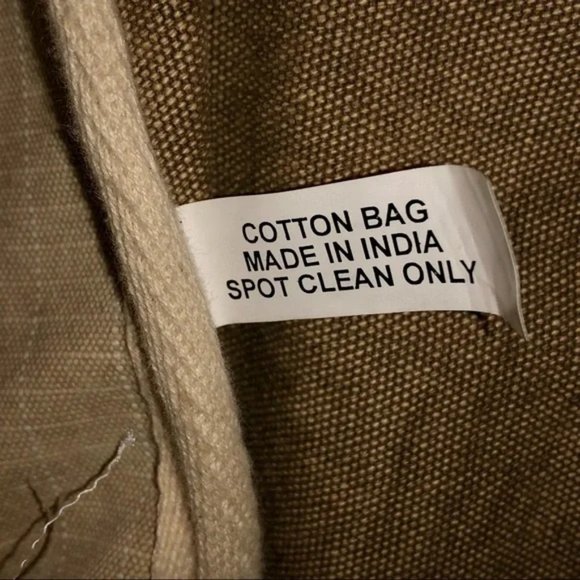 COTTON BAG
MADE IN INDIA
SPOT CLEAN ONLY